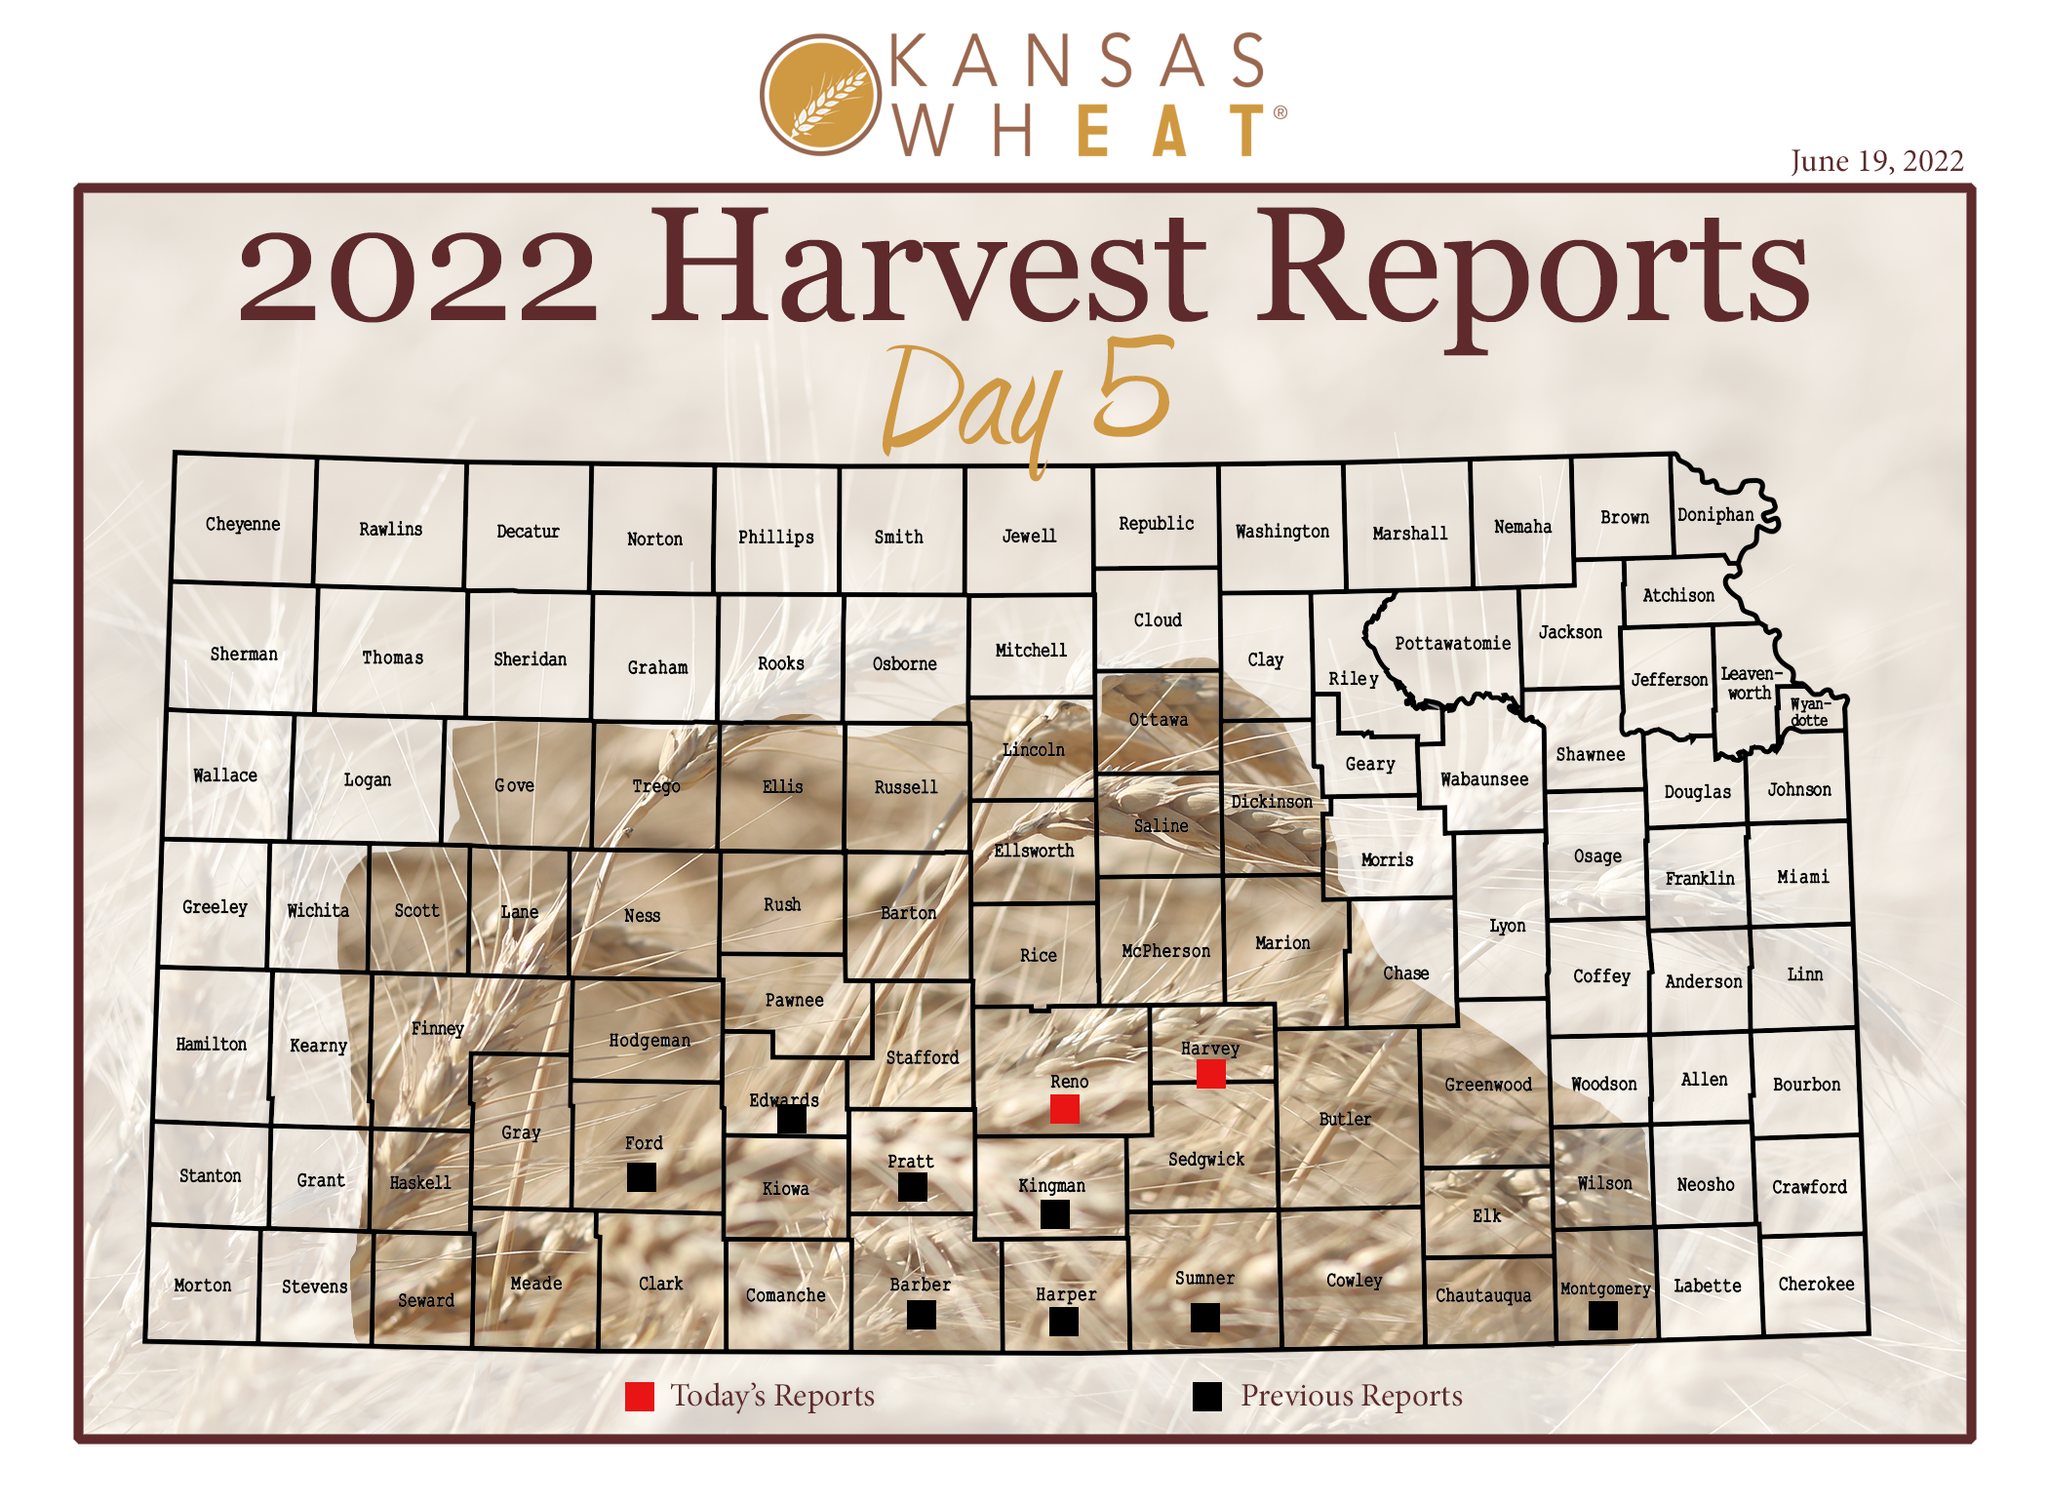 KANSAS
WHEAT®
June 19, 2022
2022 Harvest Reports
Day 5
Cheyenne
Rawlins
Decatur
Norton
Phillips
Smith
Jewell
Republic
Washington
Marshall
Nemaha
Brown
Doniphan
Sherman
Thomas
Sheridan
Graham
Rooks
Osborne
Mitchell
Cloud
Clay
Riley
Pottawatomie
Jackson
Atchison
Jefferson
Leaven-
worth
Wyan-
dotte
Wallace
Logan
Gove
Trego
Ellis
Russell
Lincoln
Ottawa
Saline
Dickinson
Geary
Wabaunsee
Shawnee
Douglas
Johnson
Greeley
Wichita
Scott
Lane
Ness
Rush
Barton
Ellsworth
Rice
McPherson
Marion
Morris
Chase
Lyon
Osage
Franklin
Miami
Coffey
Anderson
Linn
Hamilton
Kearny
Finney
Hodgeman
Pawnee
Edwards
Stafford
Reno
Harvey
Butler
Greenwood
Woodson
Allen
Bourbon
Stanton
Grant
Haskell
Gray
Ford
Kiowa
Pratt
Kingman
Sedgwick
Elk
Wilson
Neosho
Crawford
Morton
Stevens
Seward
Meade
Clark
Comanche
Barber
Harper
Sumner
Cowley
Chautauqua
Montgomery
Labette
Cherokee
Today's Reports
Previous Reports